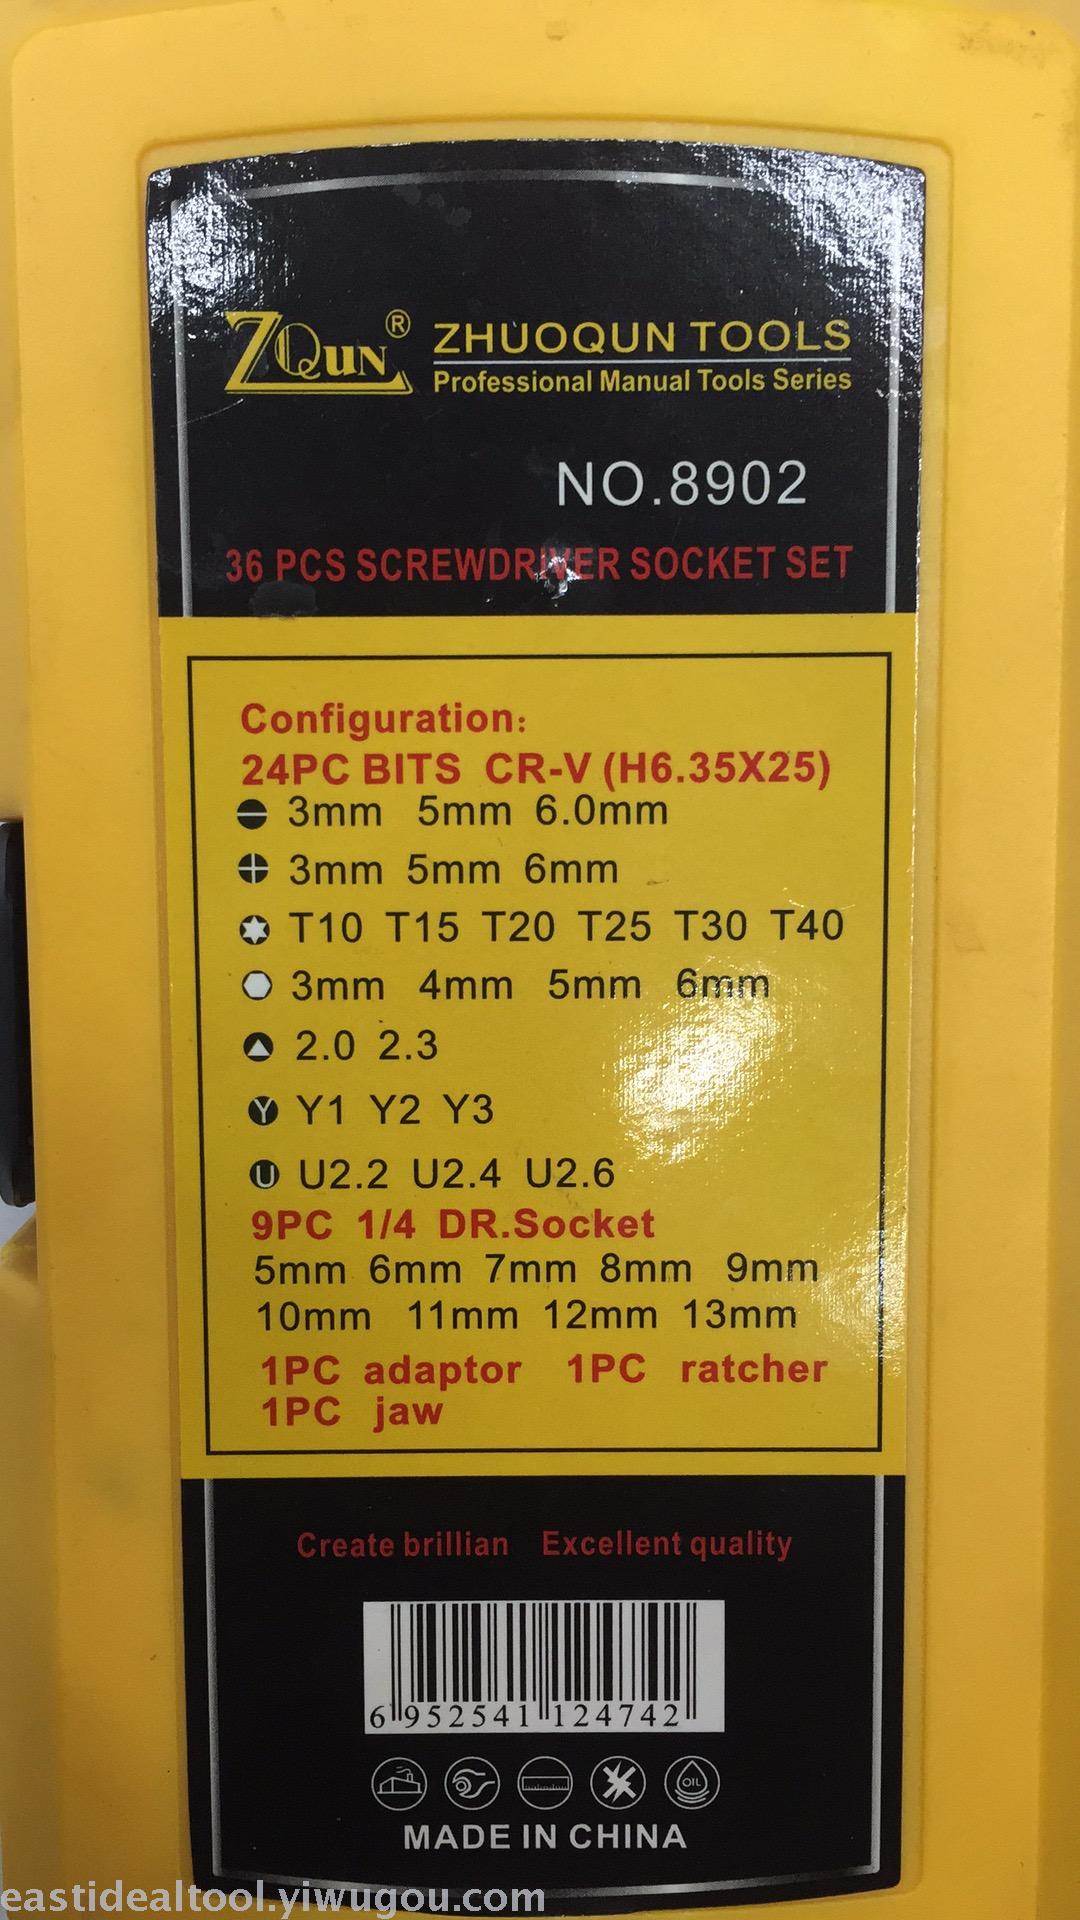 ZQUN®
ZHUOQUN TOOLS
Professional Manual Tools Series
NO.8902
36 PCS SCREWDRIVER SOCKET SET
Configuration:
24PC BITS CR-V (H6.35X25)
3mm 5mm 6.0mm
3mm 5mm 6mm
T10 T15 T20 T25 T30 T40
3mm 4mm 5mm 6mm
2.0 2.3
Y Y1 Y2 Y3
U U2.2 U2.4 U2.6
9PC 1/4 DR.Socket
5mm 6mm 7mm 8mm 9mm
10mm 11mm 12mm 13mm
1PC adaptor 1PC ratcher
1PC jaw
Create brillian Excellent quality
6 952541 124742
OIL
MADE IN CHINA
eastidealtool.yiwugou.com